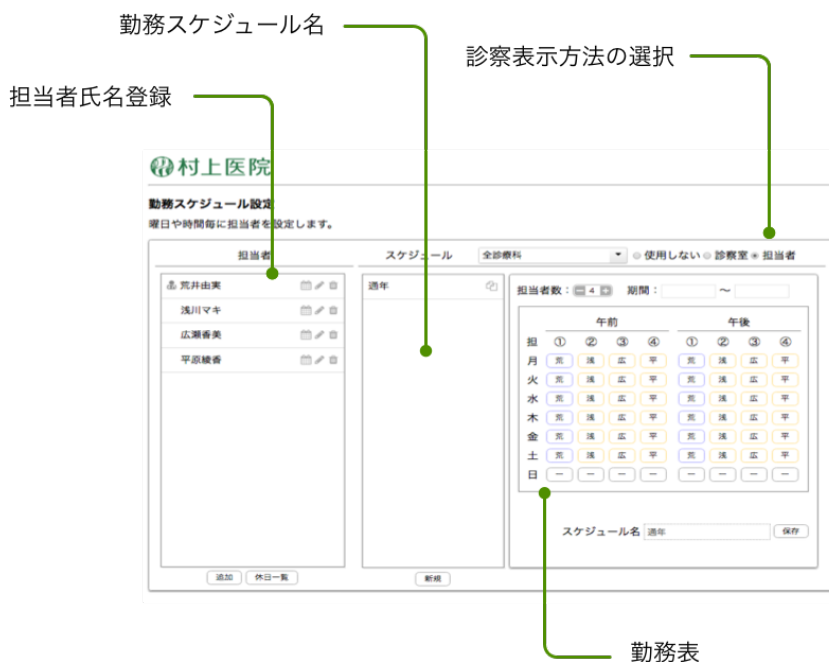 勤務スケジュール名
診察表示方法の選択
担当者氏名登録
村上医院
勤務スケジュール設定
曜日や時間毎に担当者を設定します。
担当者 スケジュール 全診療科 使用しない 診察室 担当者
荒井由実
浅川マキ
広瀬香美
平原綾香
通年
担当者数： 4 期間： ～
午前 午後
担 ① ② ③ ④ ① ② ③ ④
月 荒 浅 広 平 荒 浅 広 平
火 荒 浅 広 平 荒 浅 広 平
水 荒 浅 広 平 荒 浅 広 平
木 荒 浅 広 平 荒 浅 広 平
金 荒 浅 広 平 荒 浅 広 平
土 荒 浅 広 平 荒 浅 広 平
日 ー ー ー ー ー ー ー ー
スケジュール名 通年 保存
追加 休日一覧 新規
勤務表